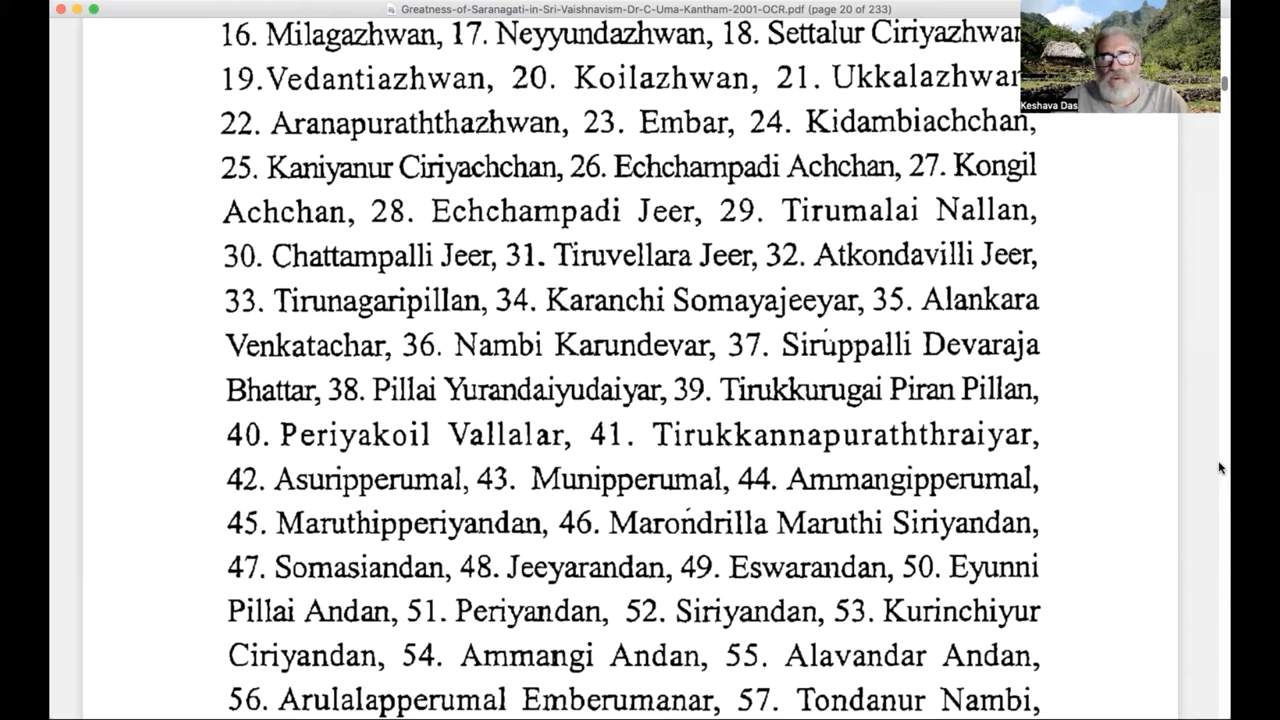 Greatness-of-Saranagati-in-Sri-Vaishnavism-Dr-C-Uma-Kantham-2001-OCR.pdf (page 20 of 233)
16. Milagazhwan, 17. Neyyundazhwan, 18. Settalur Ciriyazhwan
Keshava Das
19.Vedantiazhwan, 20. Koilazhwan, 21. Ukkalazhwan
22. Aranapuraththazhwan, 23. Embar, 24. Kidambiachchan,
25. Kaniyanur Ciriyachchan, 26. Echchampadi Achchan, 27. Kongil
Achchan, 28. Echchampadi Jeer, 29. Tirumalai Nallan,
30. Chattampalli Jeer, 31. Tiruvellara Jeer, 32. Atkondavilli Jeer,
33. Tirunagaripillan, 34. Karanchi Somayajeeyar, 35. Alankara
Venkatachar, 36. Nambi Karundevar, 37. Siruppalli Devaraja
Bhattar, 38. Pillai Yurandaiyudaiyar, 39. Tirukkurugai Piran Pillan,
40. Periyakoil Vallalar, 41. Tirukkannapuraththraiyar,
42. Asuripperumal, 43. Munipperumal, 44. Ammangipperumal,
45. Maruthipperiyandan, 46. Marondrilla Maruthi Siriyandan,
47. Somasiandan, 48. Jeeyarandan, 49. Eswarandan, 50. Eyunni
Pillai Andan, 51. Periyandan, 52. Siriyandan, 53. Kurinchiyur
Ciriyandan, 54. Ammangi Andan, 55. Alavandar Andan,
56. Arulalapperumal Emberumanar, 57. Tondanur Nambi,